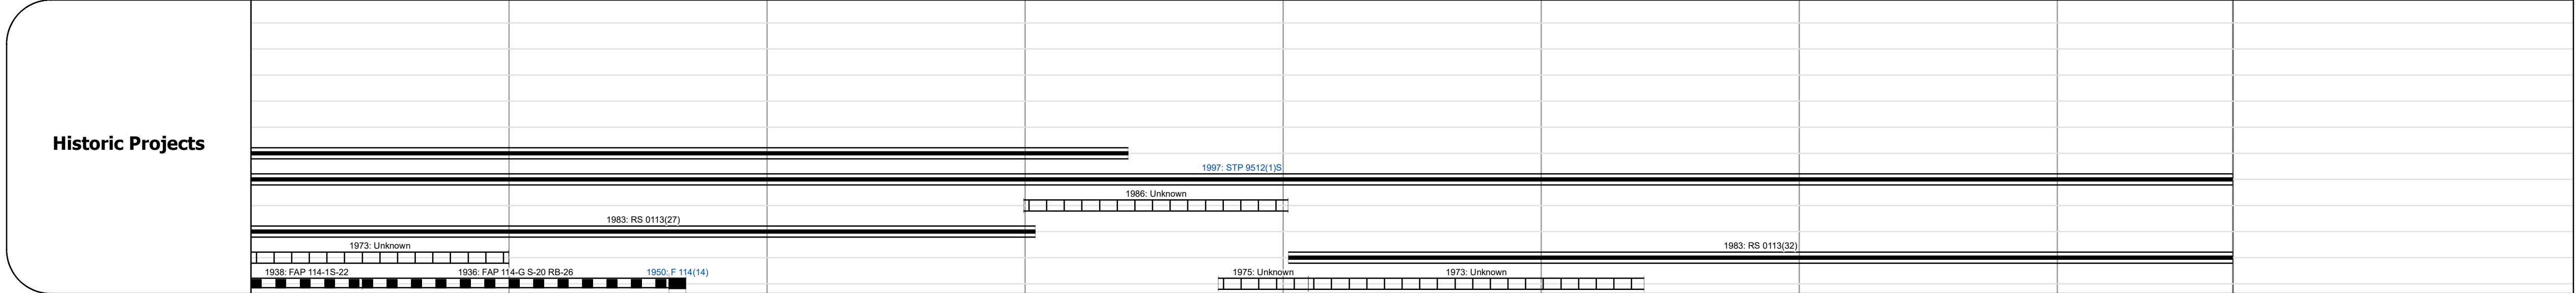 Historic Projects
1997: STP 9512(1)S
1986: Unknown
1983: RS 0113(27)
1973: Unknown
1983: RS 0113(32)
1938: FAP 114-1S-22
1936: FAP 114-G S-20 RB-26
1950: F 114(14)
1975: Unknown
1973: Unknown